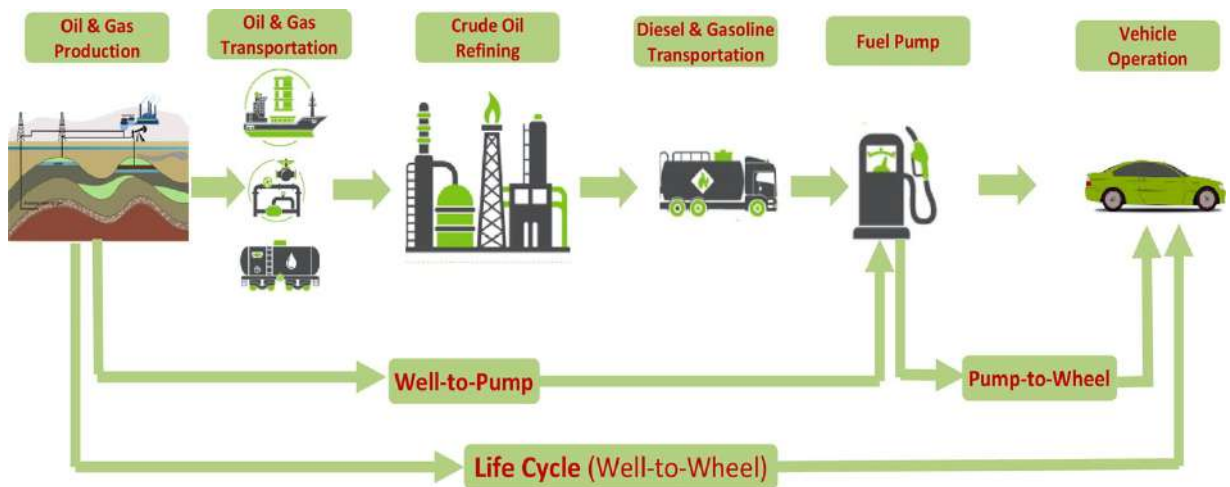 Oil & Gas
Production
Oil & Gas
Transportation
Crude Oil
Refining
Diesel & Gasoline
Transportation
Fuel Pump
Vehicle
Operation
Well-to-Pump
Pump-to-Wheel
Life Cycle (Well-to-Wheel)